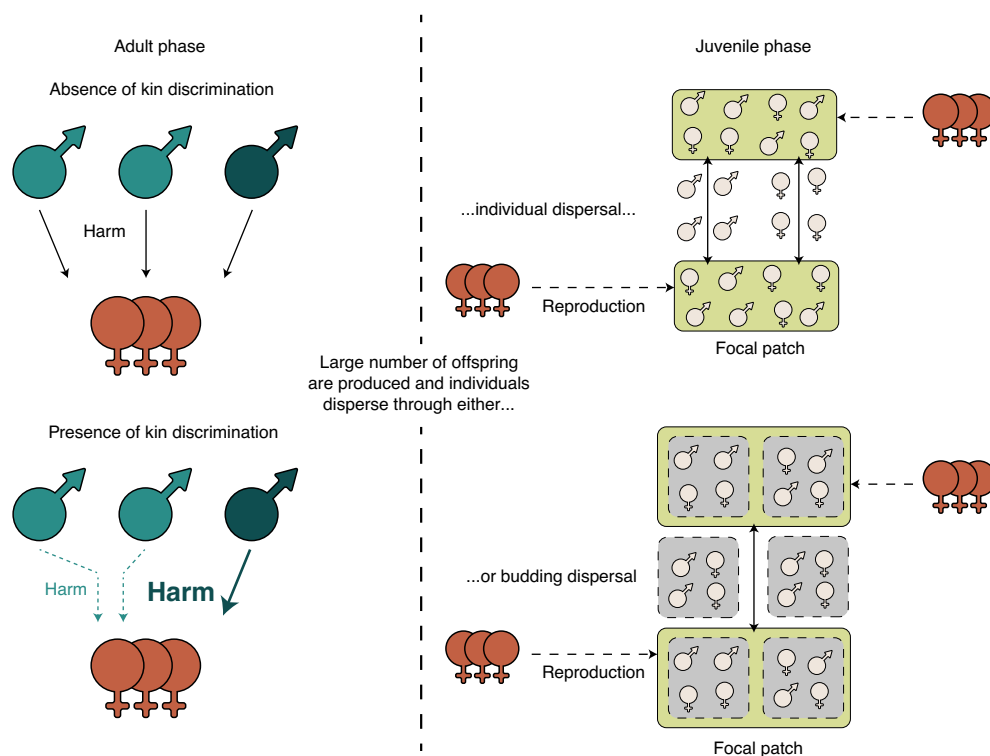 Adult phase
Absence of kin discrimination
Harm
Presence of kin discrimination
Harm
Harm
Large number of offspring
are produced and individuals
disperse through either...
Juvenile phase
...individual dispersal...
Reproduction
Focal patch
...or budding dispersal
Reproduction
Focal patch